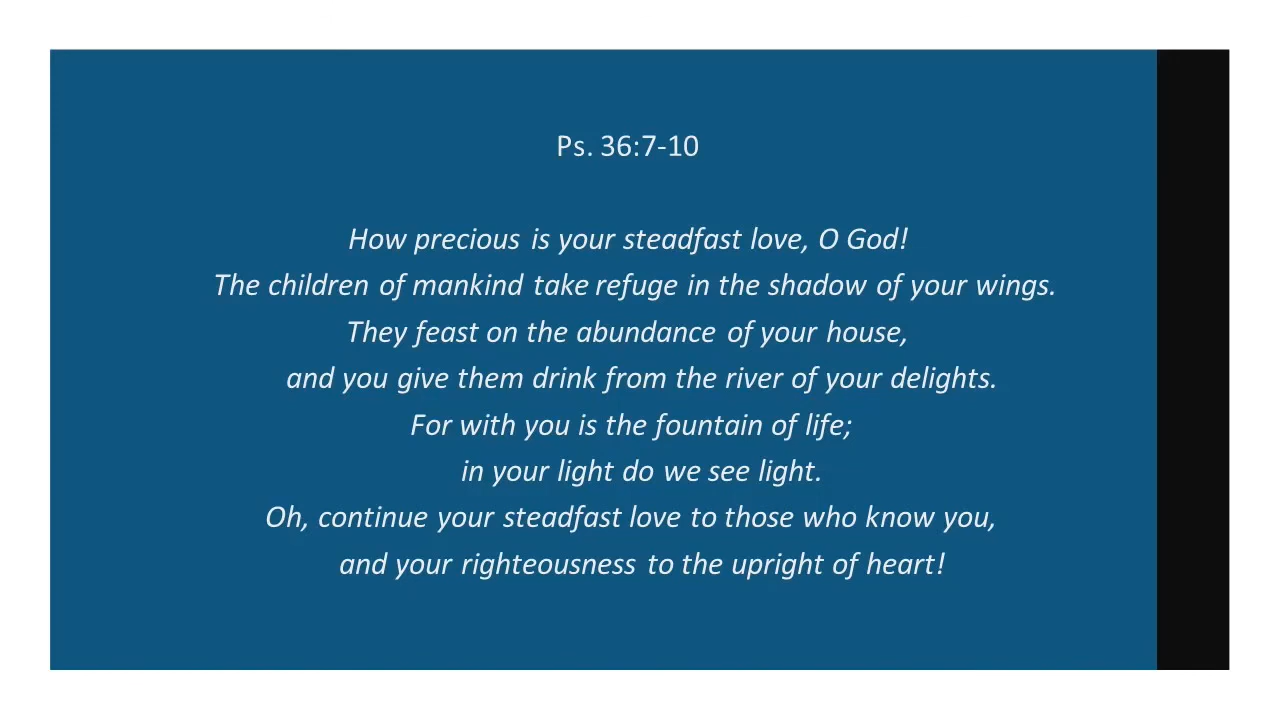 Ps. 36:7-10
How precious is your steadfast love, O God!
The children of mankind take refuge in the shadow of your wings.
They feast on the abundance of your house,
and you give them drink from the river of your delights.
For with you is the fountain of life;
in your light do we see light.
Oh, continue your steadfast love to those who know you,
and your righteousness to the upright of heart!